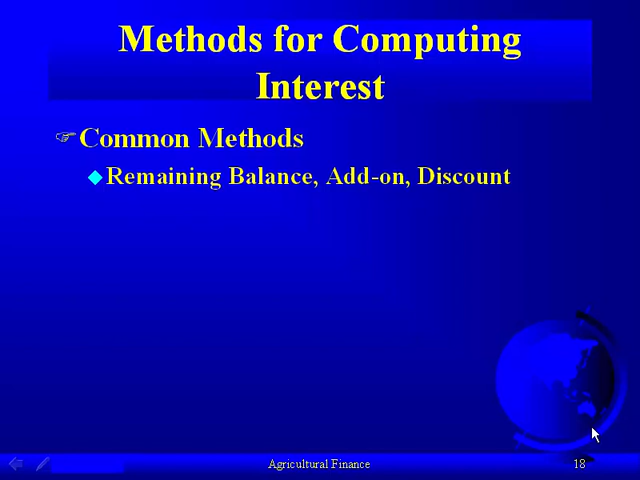 Methods for Computing
Interest
Common Methods
Remaining Balance, Add-on, Discount
Agricultural Finance
18